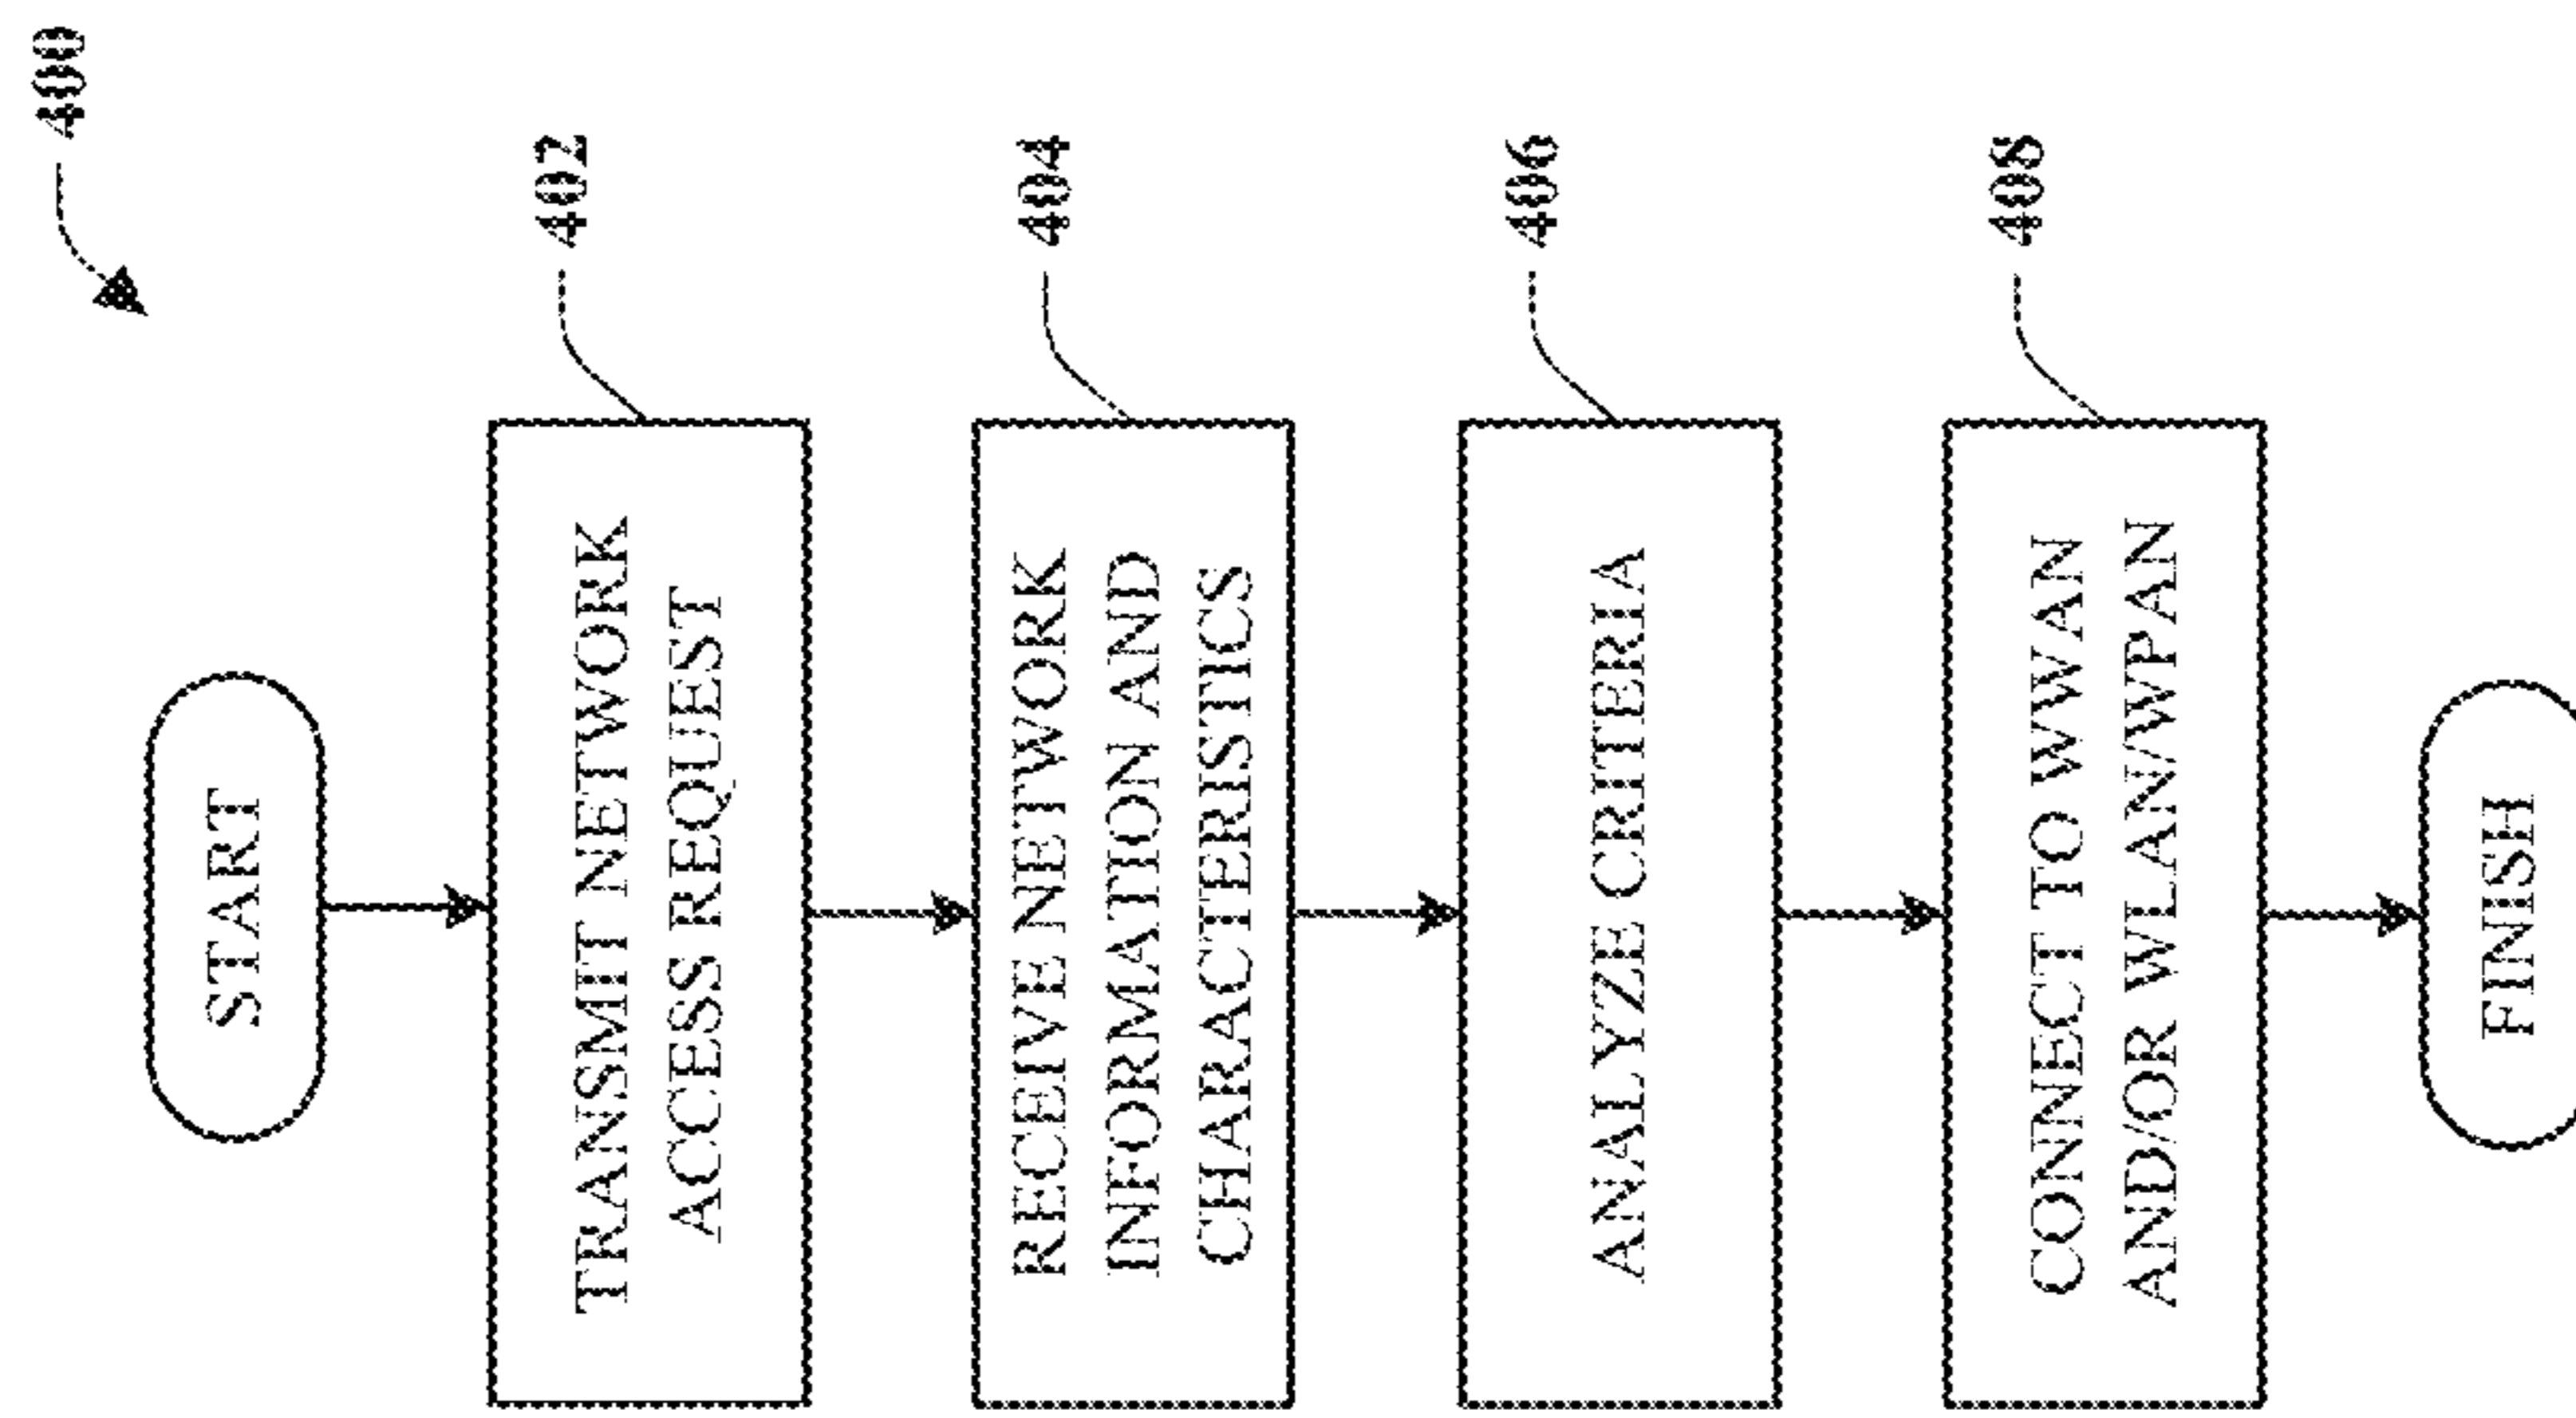 400
START
TRANSMIT NETWORK
ACCESS REQUEST
402
RECEIVE NETWORK
INFORMATION AND
CHARACTERISTICS
404
ANALYZE CRITERIA
406
CONNECT TO WWAN
AND/OR WLAN/WPAN
408
FINISH